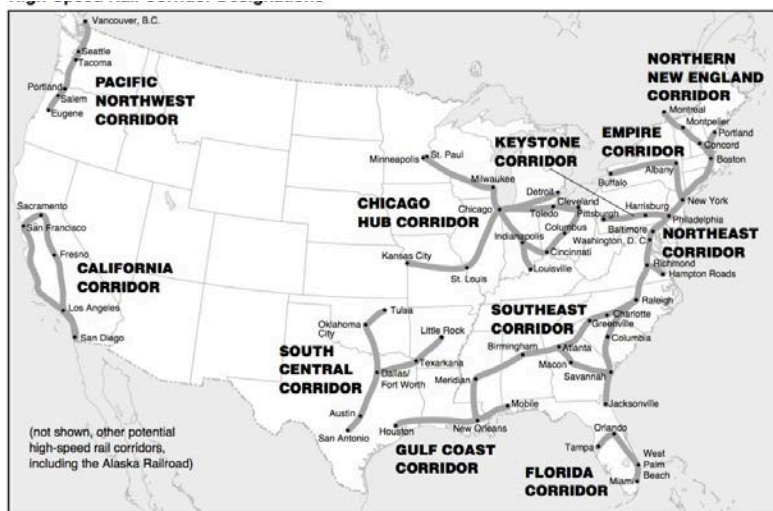 High-Speed Rail Corridor Designations
Vancouver, B.C.
Seattle
Tacoma
Portland
Salem
Eugene
PACIFIC
NORTHWEST
CORRIDOR
NORTHERN
NEW ENGLAND
CORRIDOR
Montreal
Montpelier
Portland
Concord
Boston
KEYSTONE
CORRIDOR
EMPIRE
CORRIDOR
Albany
Buffalo
Minneapolis
St. Paul
Milwaukee
Detroit
Chicago
Toledo
Cleveland
Pittsburgh
Harrisburg
New York
Philadelphia
CHICAGO
HUB CORRIDOR
Columbus
Indianapolis
Cincinnati
Louisville
Kansas City
St. Louis
Baltimore
Washington, D.C.
NORTHEAST
CORRIDOR
Richmond
Hampton Roads
Sacramento
San Francisco
Fresno
CALIFORNIA
CORRIDOR
Los Angeles
San Diego
Tulsa
Oklahoma
City
Little Rock
Texarkana
SOUTH
CENTRAL
CORRIDOR
Dallas/
Fort Worth
Austin
San Antonio
SOUTHEAST
CORRIDOR
Raleigh
Charlotte
Greenville
Columbia
Birmingham
Atlanta
Macon
Savannah
Jacksonville
Meridian
Mobile
Houston
New Orleans
GULF COAST
CORRIDOR
Orlando
Tampa
West
Palm
Beach
Miami
FLORIDA
CORRIDOR
(not shown, other potential
high-speed rail corridors,
including the Alaska Railroad)